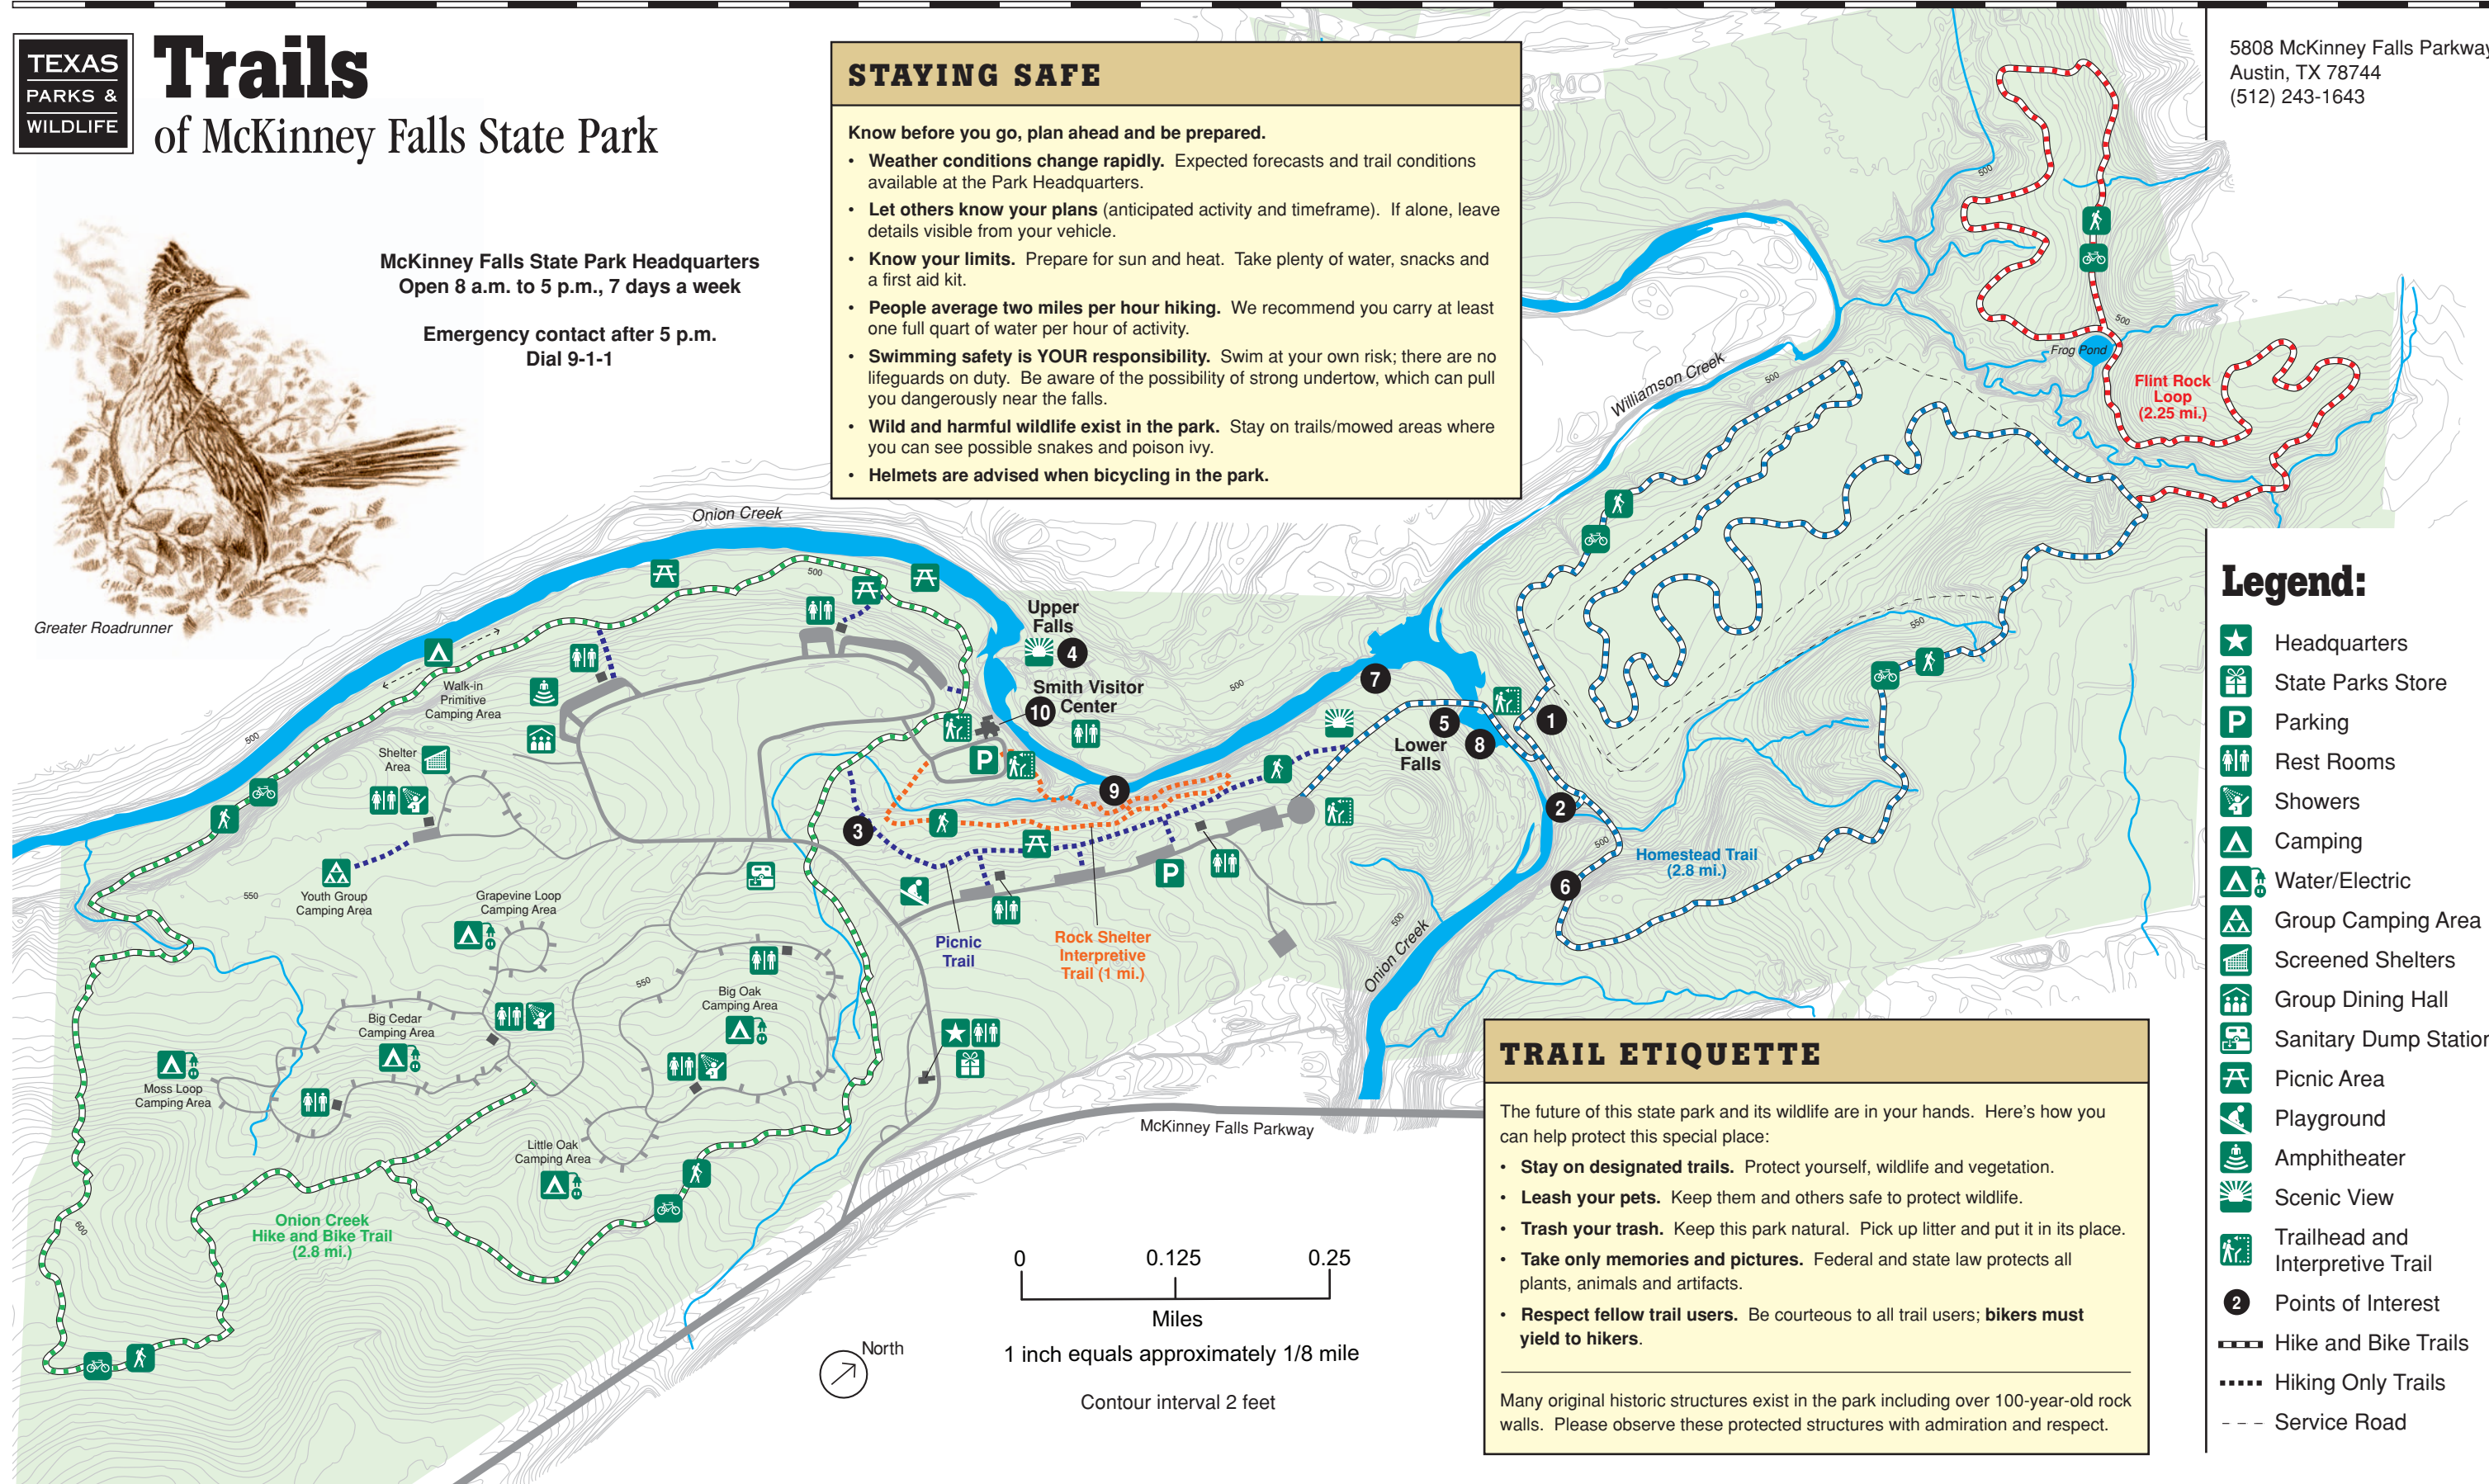 TEXAS
PARKS &
WILDLIFE
Trails
of McKinney Falls State Park
McKinney Falls State Park Headquarters
Open 8 a.m. to 5 p.m., 7 days a week
Emergency contact after 5 p.m.
Dial 9-1-1
Greater Roadrunner
STAYING SAFE
Know before you go, plan ahead and be prepared.
• Weather conditions change rapidly. Expected forecasts and trail conditions
available at the Park Headquarters.
• Let others know your plans (anticipated activity and timeframe). If alone, leave
details visible from your vehicle.
• Know your limits. Prepare for sun and heat. Take plenty of water, snacks and
a first aid kit.
• People average two miles per hour hiking. We recommend you carry at least
one full quart of water per hour of activity.
• Swimming safety is YOUR responsibility. Swim at your own risk; there are no
lifeguards on duty. Be aware of the possibility of strong undertow, which can pull
you dangerously near the falls.
• Wild and harmful wildlife exist in the park. Stay on trails/mowed areas where
you can see possible snakes and poison ivy.
• Helmets are advised when bicycling in the park.
5808 McKinney Falls Parkway
Austin, TX 78744
(512) 243-1643
500
500
Frog Pond
Flint Rock
Loop
(2.25 mi.)
Williamson Creek
500
Onion Creek
500
Upper
Falls
4
Smith Visitor
Center
10
500
7
5
Lower
Falls
8
1
2
500
6
Homestead Trail
(2.8 mi.)
550
Walk-in
Primitive
Camping Area
500
Shelter
Area
P
9
3
P
550
Youth Group
Camping Area
Grapevine Loop
Camping Area
Picnic
Trail
Rock Shelter
Interpretive
Trail (1 mi.)
500
Onion Creek
550
Big Oak
Camping Area
Big Cedar
Camping Area
Moss Loop
Camping Area
Little Oak
Camping Area
600
Onion Creek
Hike and Bike Trail
(2.8 mi.)
McKinney Falls Parkway
0 0.125 0.25
Miles
1 inch equals approximately 1/8 mile
Contour interval 2 feet
North
TRAIL ETIQUETTE
The future of this state park and its wildlife are in your hands. Here's how you
can help protect this special place:
• Stay on designated trails. Protect yourself, wildlife and vegetation.
• Leash your pets. Keep them and others safe to protect wildlife.
• Trash your trash. Keep this park natural. Pick up litter and put it in its place.
• Take only memories and pictures. Federal and state law protects all
plants, animals and artifacts.
• Respect fellow trail users. Be courteous to all trail users; bikers must
yield to hikers.
Many original historic structures exist in the park including over 100-year-old rock
walls. Please observe these protected structures with admiration and respect.
Legend:
Headquarters
State Parks Store
P Parking
Rest Rooms
Showers
Camping
Water/Electric
Group Camping Area
Screened Shelters
Group Dining Hall
Sanitary Dump Station
Picnic Area
Playground
Amphitheater
Scenic View
Trailhead and
Interpretive Trail
2 Points of Interest
Hike and Bike Trails
Hiking Only Trails
Service Road